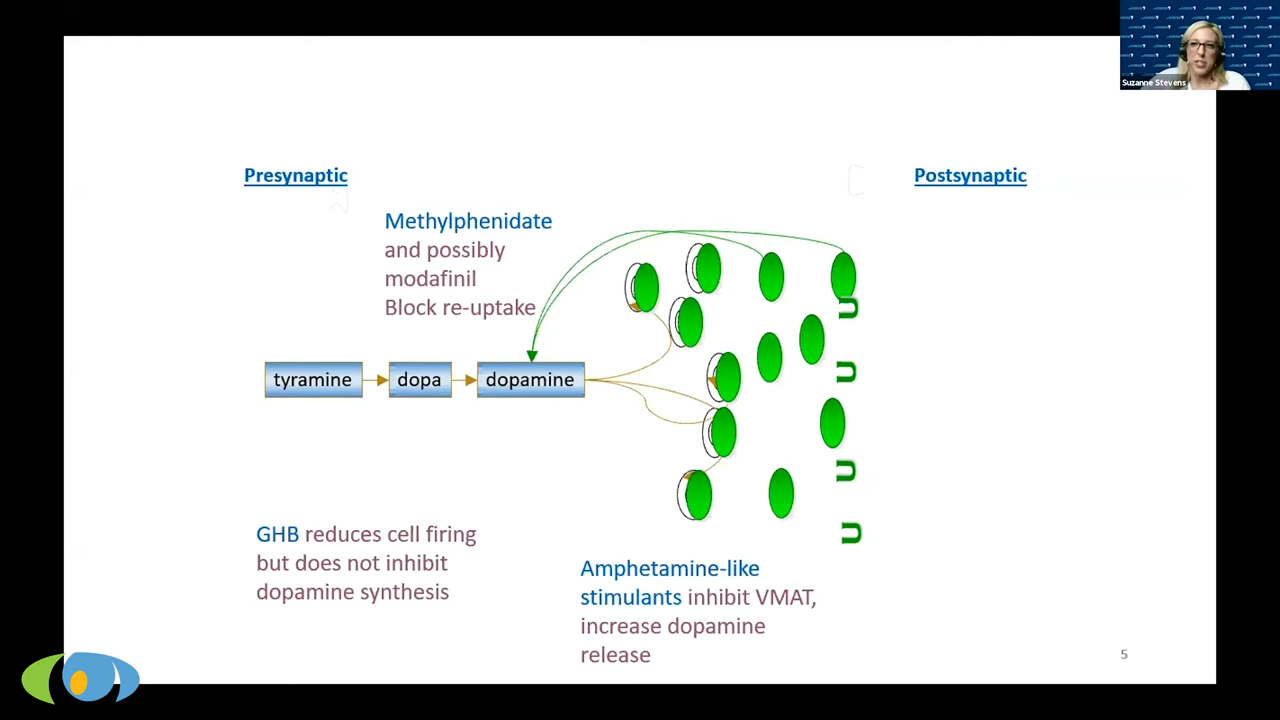 Suzanne Stevens
Presynaptic
Postsynaptic
Methylphenidate
and possibly
modafinil
Block re-uptake
tyramine
dopa
dopamine
GHB reduces cell firing
but does not inhibit
dopamine synthesis
Amphetamine-like
stimulants inhibit VMAT,
increase dopamine
release
5